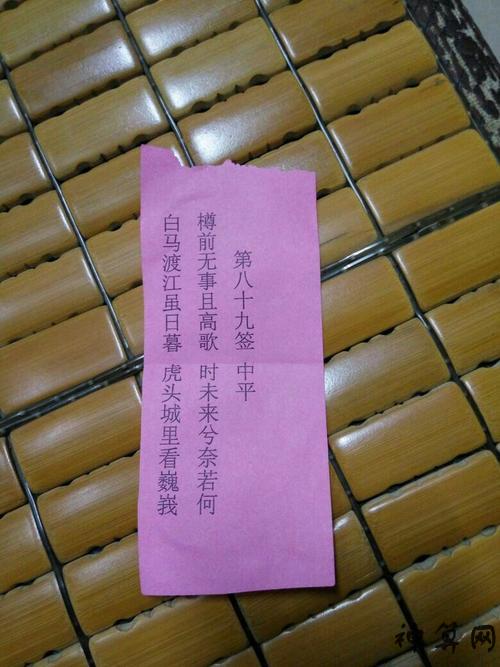 第八十九签 中平
樽前无事且高歌 时未来兮奈若何
白马渡江虽日暮 虎头城里看巍峩
神算网